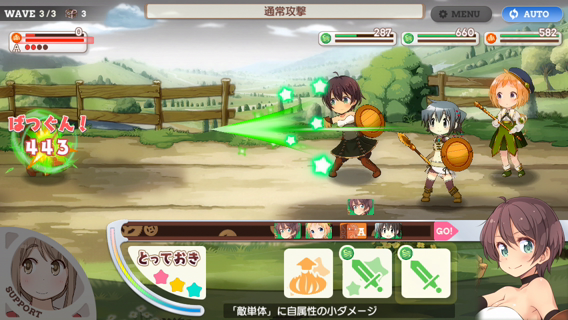 WAVE 3/3 3
通常攻撃
MENU
AUTO
0
A
287
660
582
ばつぐん!
443
A
GO!
とっておき
SUPPORT
「敵単体」に自属性の小ダメージ